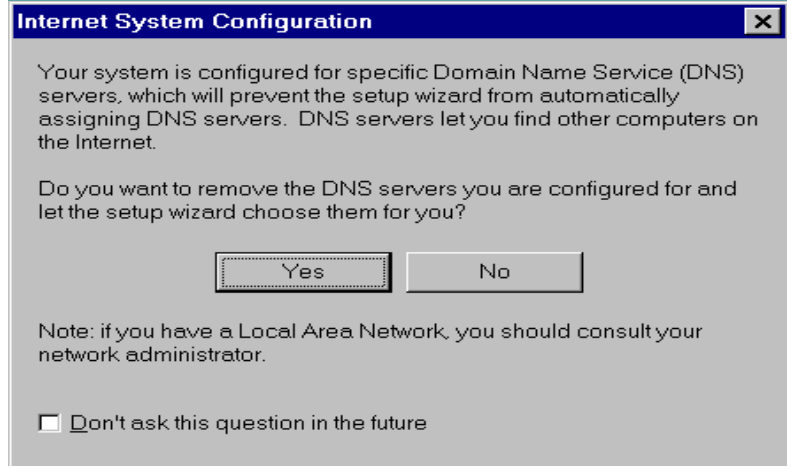 Internet System Configuration
Your system is configured for specific Domain Name Service (DNS)
servers, which will prevent the setup wizard from automatically
assigning DNS servers.  DNS servers let you find other computers on
the Internet.
Do you want to remove the DNS servers you are configured for and
let the setup wizard choose them for you?
Yes
No
Note: if you have a Local Area Network, you should consult your
network administrator.
Don't ask this question in the future